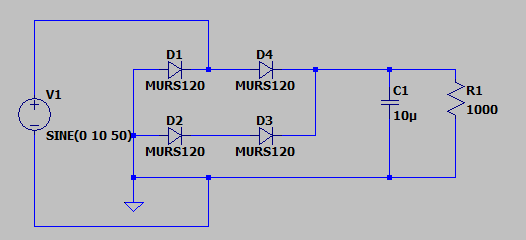 D1 D4
MURS120 MURS120
V1
C1 R1
10µ 1000
D2 D3
SINE(0 10 50)
MURS120 MURS120